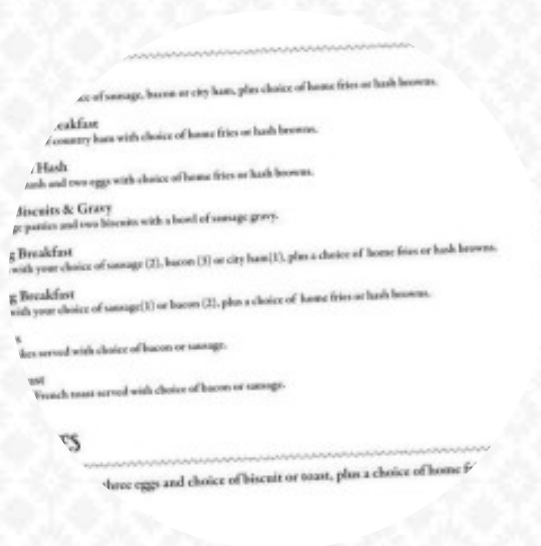 of sausage, bacon or city ham, plus choice of home fries or hash browns.
eakfast
country ham with choice of home fries or hash browns.
Hash
hash and two eggs with choice of home fries or hash browns.
Biscuits & Gravy
patties and two biscuits with a bowl of sausage gravy.
g Breakfast
with your choice of sausage (2), bacon (3) or city ham(1), plus a choice of home fries or hash browns.
g Breakfast
with your choice of sausage(1) or bacon (2), plus a choice of home fries or hash browns.
s
kes served with choice of bacon or sausage.
ast
French toast served with choice of bacon or sausage.
TS
three eggs and choice of biscuit or toast, plus a choice of home f